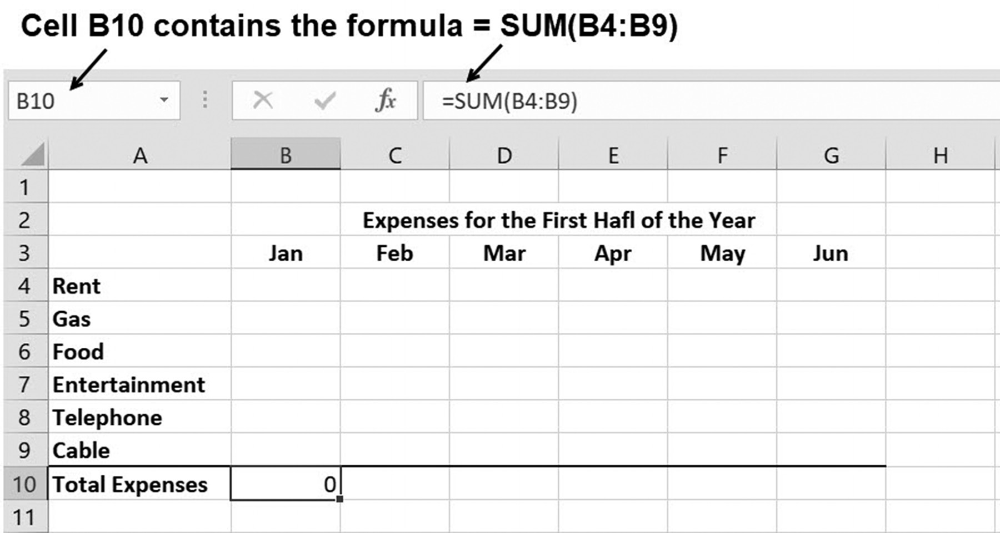 Cell B10 contains the formula = SUM(B4:B9)
B10 fx =SUM(B4:B9)
A B C D E F G H
1
2 Expenses for the First Hafl of the Year
3 Jan Feb Mar Apr May Jun
4 Rent
5 Gas
6 Food
7 Entertainment
8 Telephone
9 Cable
10 Total Expenses 0
11